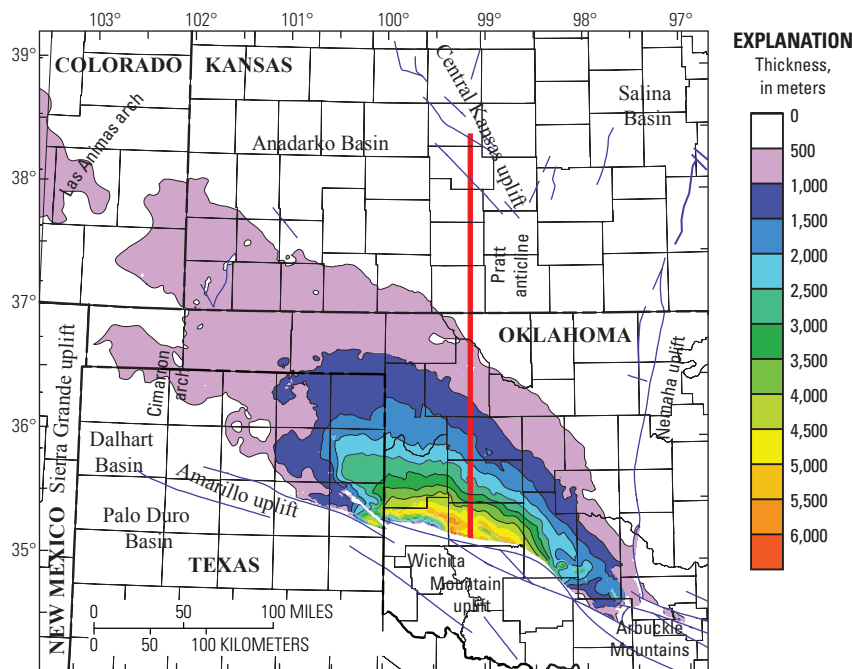 103° 102° 101° 100° 99° 98° 97°
39°
38°
37°
36°
35°
COLORADO
KANSAS
Las Animas arch
Anadarko Basin
Central Kansas uplift
Salina
Basin
Pratt
anticline
OKLAHOMA
Nemaha uplift
Sierra Grande uplift
Cimarron
arch
Dalhart
Basin
Amarillo uplift
Palo Duro
Basin
NEW MEXICO
TEXAS
Wichita
Mountain
uplift
Arbuckle
Mountains
0 50 100 MILES
0 50 100 KILOMETERS
EXPLANATION
Thickness,
in meters
0
500
1,000
1,500
2,000
2,500
3,000
3,500
4,000
4,500
5,000
5,500
6,000